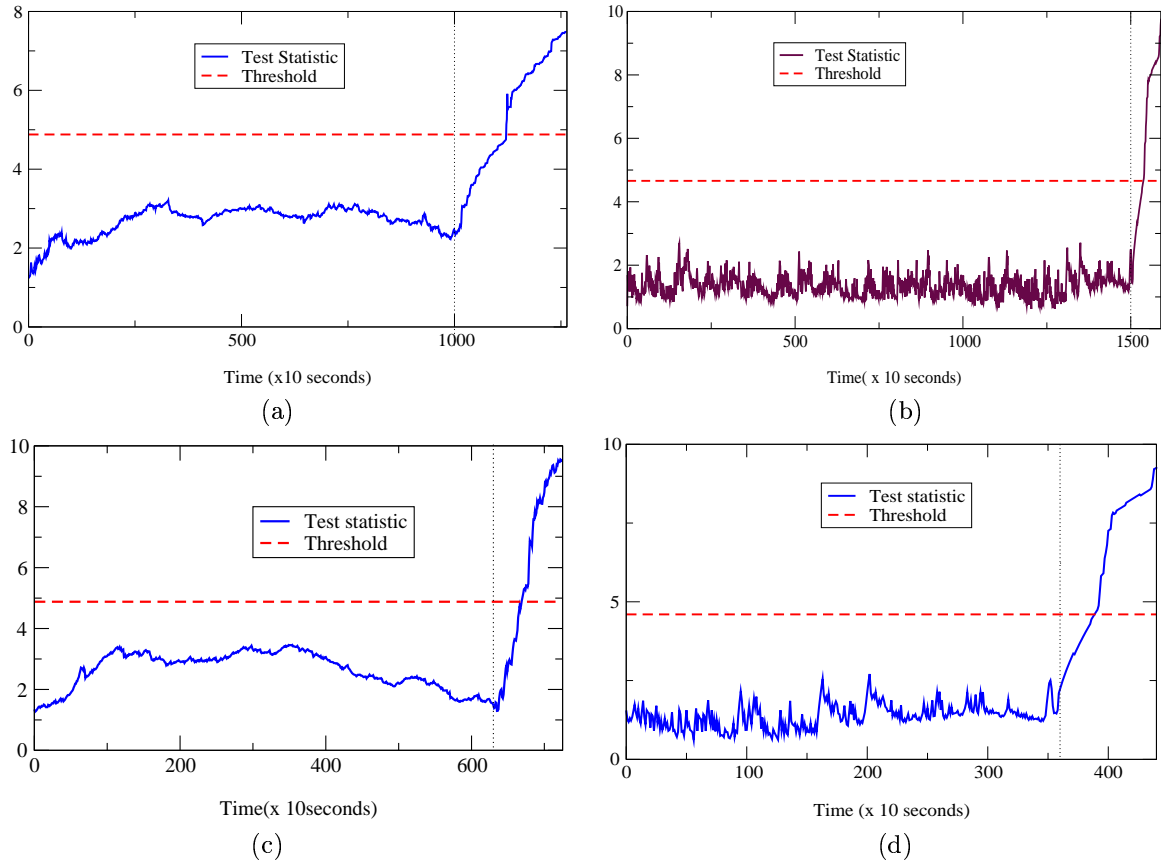 8
6
4
2
0
Test Statistic
Threshold
0
500
1000
Time (x10 seconds)
(a)
10
8
6
4
2
0
Test Statistic
Threshold
0
500
1000
1500
Time( x 10 seconds)
(b)
10
8
6
4
2
0
Test statistic
Threshold
0
200
400
600
Time(x 10seconds)
(c)
10
5
0
Test statistic
Threshold
0
100
200
300
400
Time (x 10 seconds)
(d)